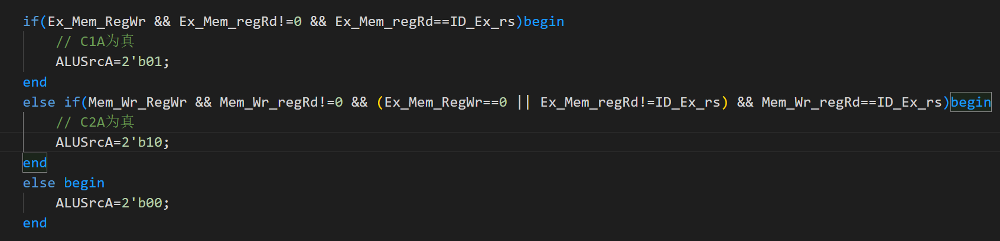 if(Ex_Mem_RegWr && Ex_Mem_regRd!=0 && Ex_Mem_regRd==ID_Ex_rs)begin
// C1A为真
ALUSrcA=2'b01;
end
else if(Mem_Wr_RegWr && Mem_Wr_regRd!=0 && (Ex_Mem_RegWr==0 || Ex_Mem_regRd!=ID_Ex_rs) && Mem_Wr_regRd==ID_Ex_rs)begin
// C2A为真
ALUSrcA=2'b10;
end
else begin
ALUSrcA=2'b00;
end